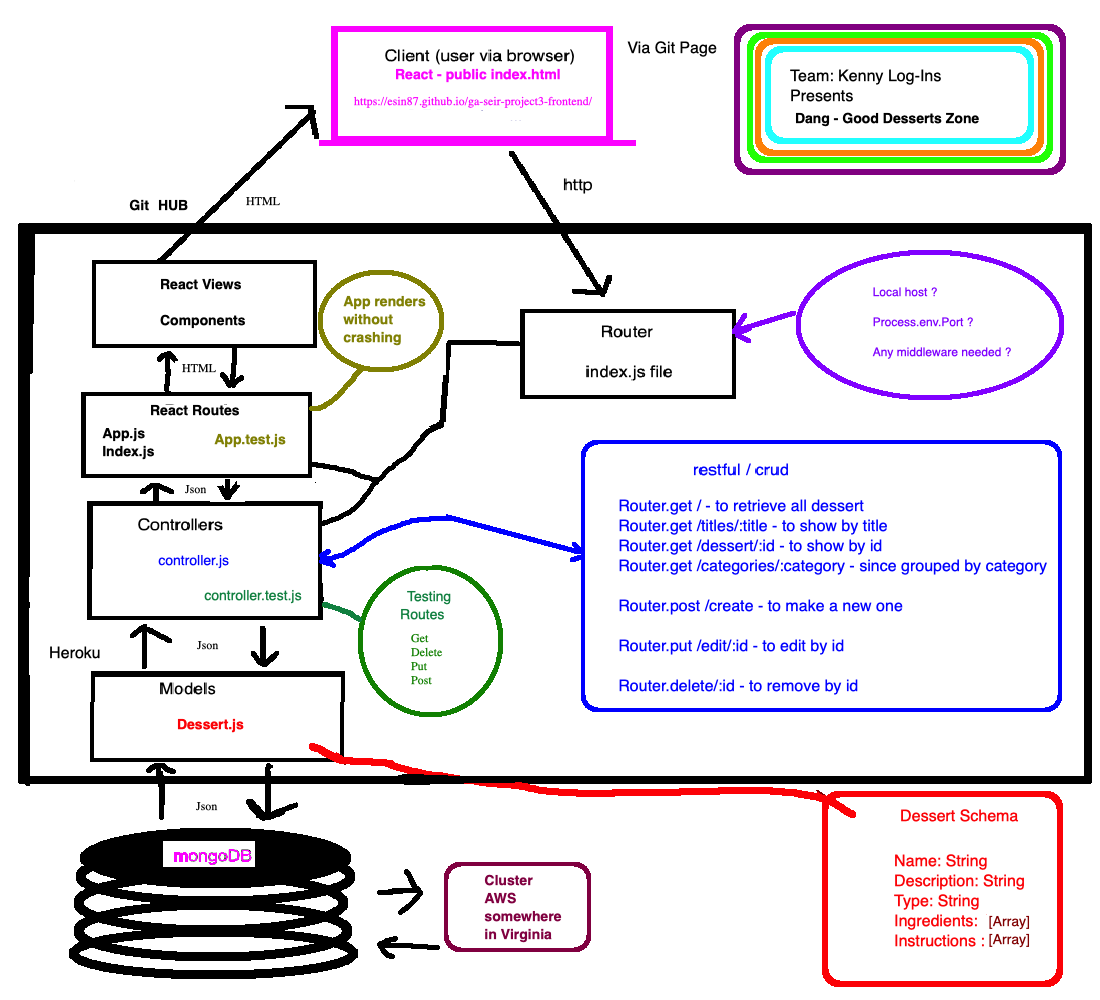 Client (user via browser)
React - public index.html
https://esin87.github.io/ga-seir-project3-frontend/
Via Git Page
Team: Kenny Log-Ins
Presents
Dang - Good Desserts Zone
http
Git HUB
HTML
React Views
Components
App renders
without
crashing
Router
index.js file
Local host ?
Process.env.Port ?
Any middleware needed ?
HTML
React Routes
App.js
Index.js
App.test.js
Json
Controllers
controller.js
controller.test.js
restful / crud
Router.get / - to retrieve all dessert
Router.get /titles/:title - to show by title
Router.get /dessert/:id - to show by id
Router.get /categories/:category - since grouped by category
Router.post /create - to make a new one
Router.put /edit/:id - to edit by id
Router.delete/:id - to remove by id
Testing
Routes
Get
Delete
Put
Post
Heroku
Json
Models
Dessert.js
Json
mongoDB
Cluster
AWS
somewhere
in Virginia
Dessert Schema
Name: String
Description: String
Type: String
Ingredients: [Array]
Instructions : [Array]